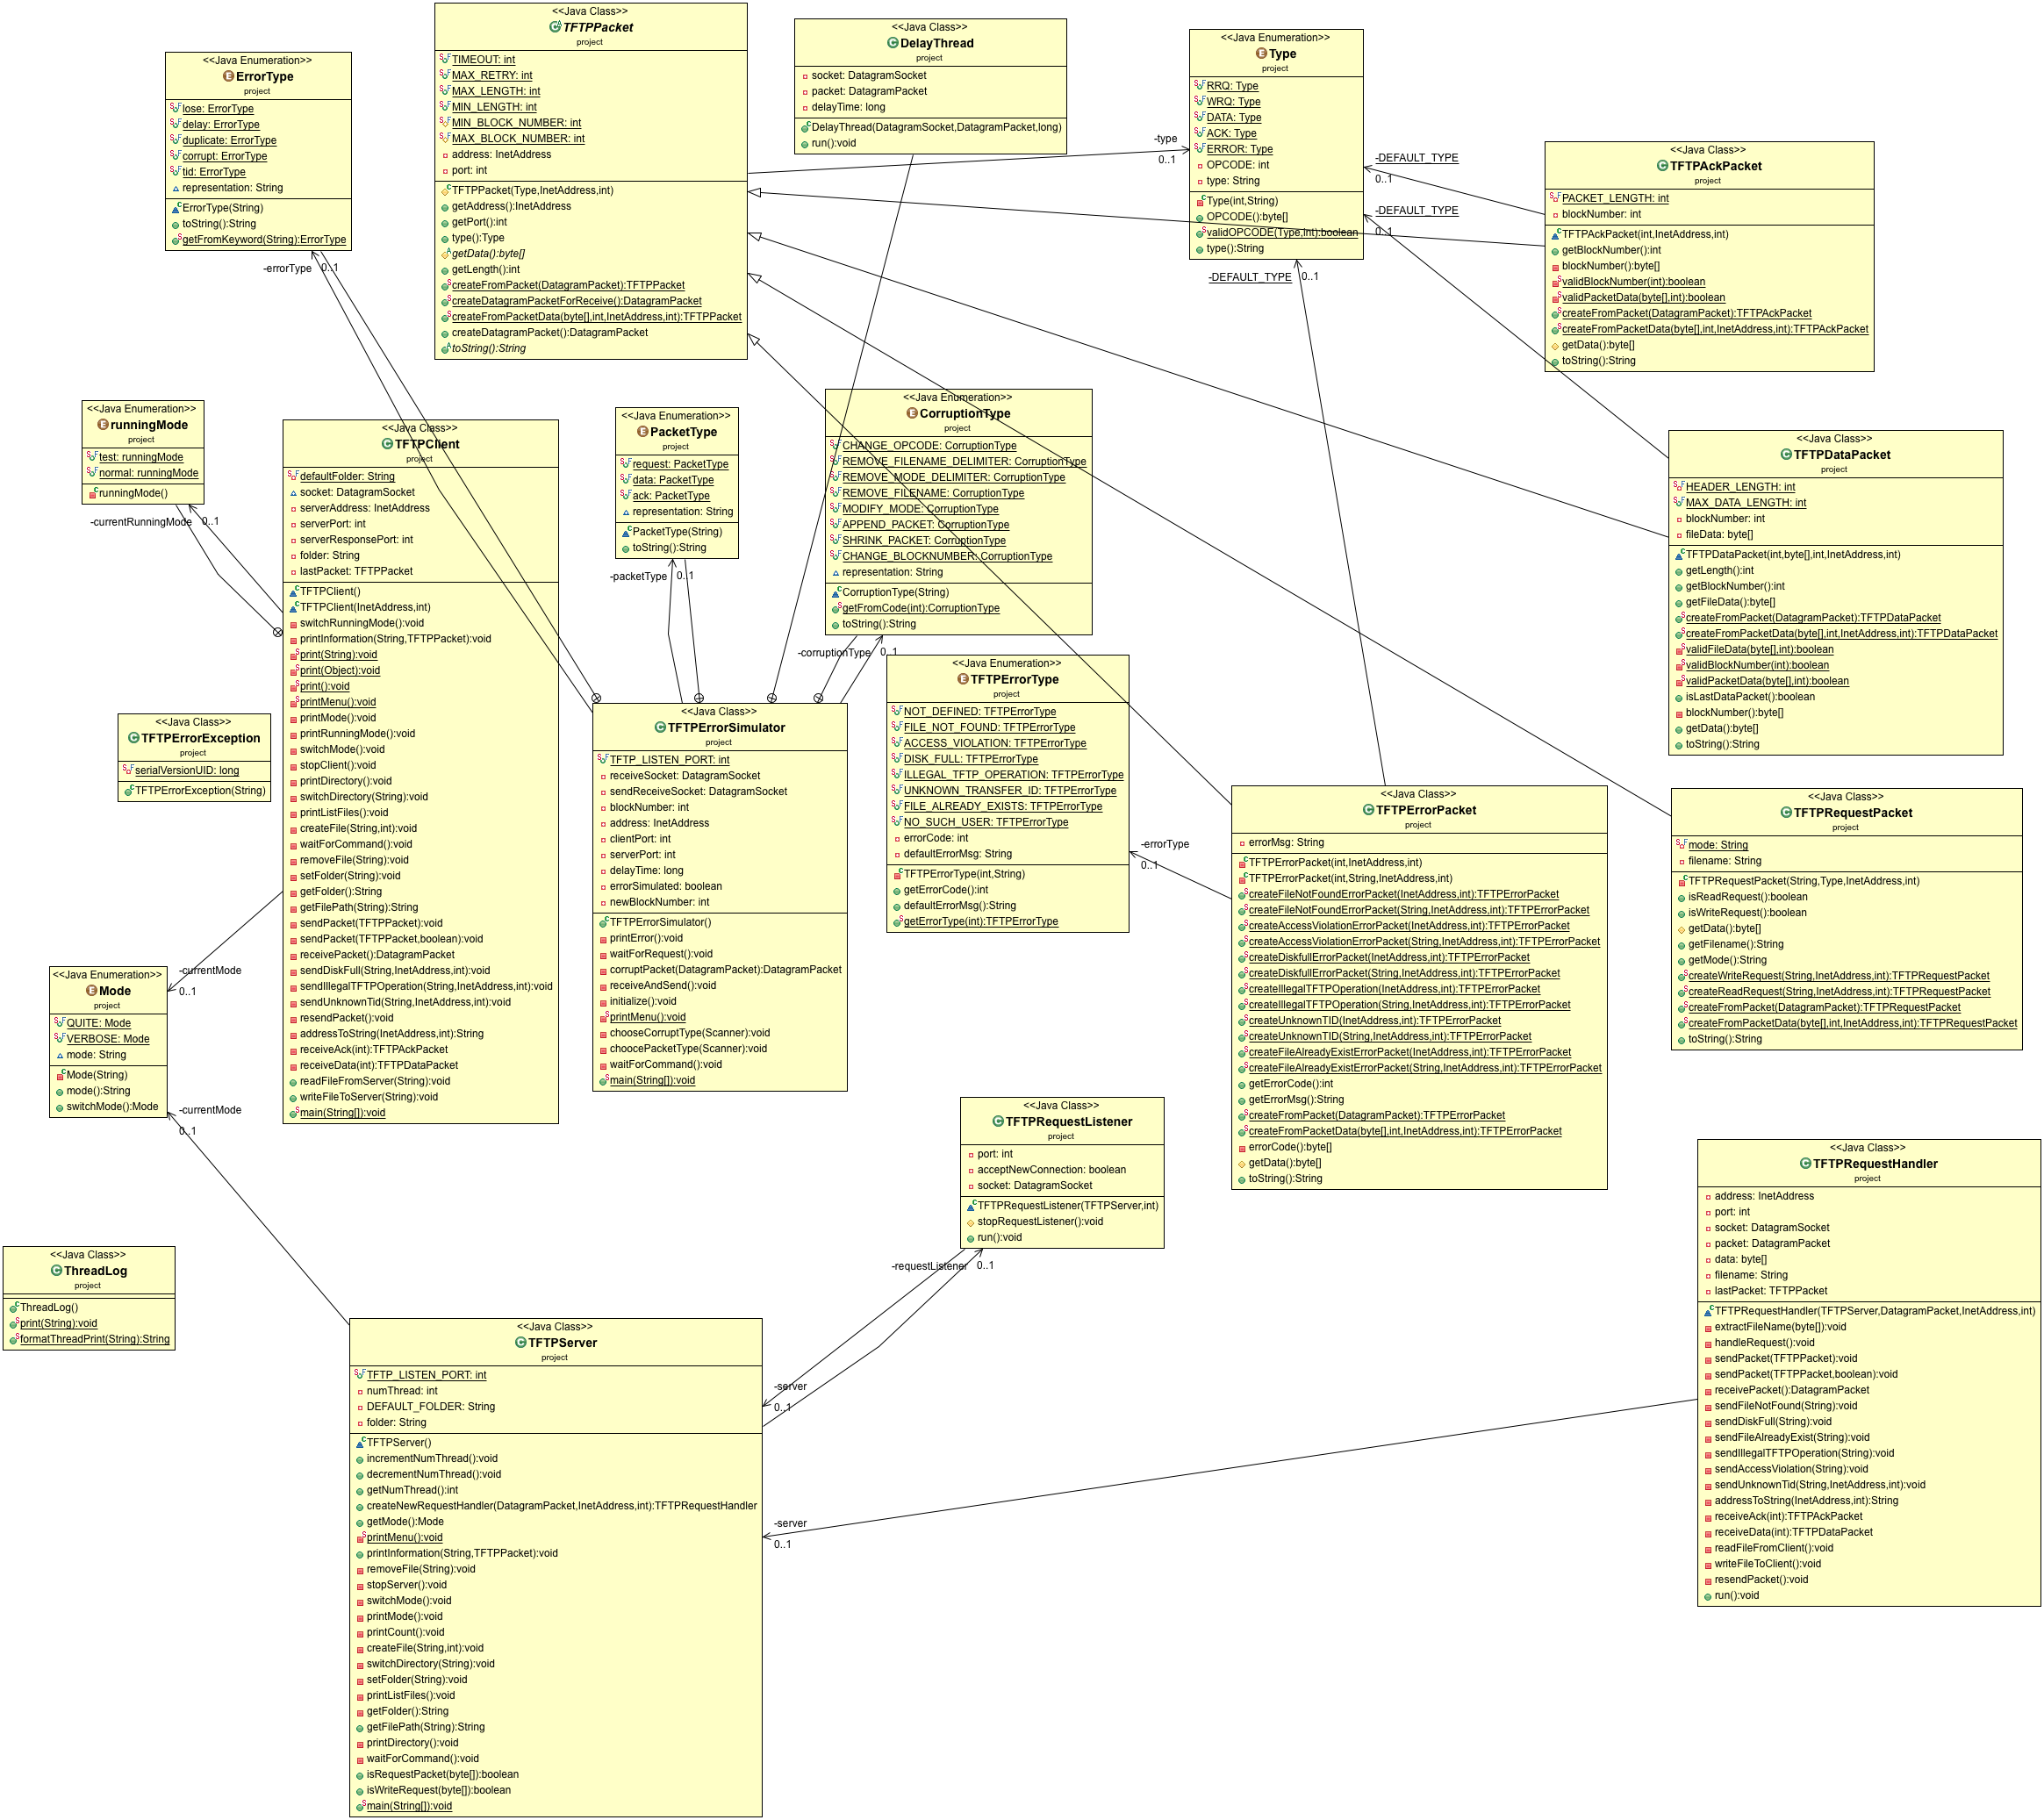 <<Java Class>>
TFTPPacket
project
TIMEOUT: int
MAX_RETRY: int
MAX_LENGTH: int
MIN_LENGTH: int
MIN_BLOCK_NUMBER: int
MAX_BLOCK_NUMBER: int
address: InetAddress
port: int
TFTPPacket(Type,InetAddress,int)
getAddress():InetAddress
getPort():int
type():Type
getData():byte[]
getLength():int
createFromPacket(DatagramPacket):TFTPPacket
createDatagramPacketForReceive():DatagramPacket
createFromPacketData(byte[],int,InetAddress,int):TFTPPacket
createDatagramPacket():DatagramPacket
toString():String
<<Java Class>>
DelayThread
project
socket: DatagramSocket
packet: DatagramPacket
delayTime: long
DelayThread(DatagramSocket,DatagramPacket,long)
run():void
<<Java Enumeration>>
Type
project
RRQ: Type
WRQ: Type
DATA: Type
ACK: Type
ERROR: Type
OPCODE: int
type: String
Type(int,String)
OPCODE():byte[]
validOPCODE(Type,int):boolean
type():String
<<Java Enumeration>>
ErrorType
project
lose: ErrorType
delay: ErrorType
duplicate: ErrorType
corrupt: ErrorType
tid: ErrorType
representation: String
ErrorType(String)
toString():String
getFromKeyword(String):ErrorType
-type
0..1
-DEFAULT_TYPE
0..1
-DEFAULT_TYPE
0..1
-DEFAULT_TYPE
0..1
-errorType
0..1
<<Java Class>>
TFTPAckPacket
project
PACKET_LENGTH: int
blockNumber: int
TFTPAckPacket(int,InetAddress,int)
getBlockNumber():int
blockNumber():byte[]
validBlockNumber(int):boolean
validPacketData(byte[],int):boolean
createFromPacket(DatagramPacket):TFTPAckPacket
createFromPacketData(byte[],int,InetAddress,int):TFTPAckPacket
getData():byte[]
toString():String
<<Java Enumeration>>
runningMode
project
test: runningMode
normal: runningMode
runningMode()
-currentRunningMode
0..1
<<Java Class>>
TFTPClient
project
defaultFolder: String
socket: DatagramSocket
serverAddress: InetAddress
serverPort: int
serverResponsePort: int
folder: String
lastPacket: TFTPPacket
TFTPClient()
TFTPClient(InetAddress,int)
switchRunningMode():void
printInformation(String,TFTPPacket):void
print(String):void
print(Object):void
print():void
printMenu():void
printMode():void
printRunningMode():void
switchMode():void
stopClient():void
printDirectory():void
switchDirectory(String):void
printListFiles():void
createFile(String,int):void
waitForCommand():void
removeFile(String):void
setFolder(String):void
getFolder():String
getFilePath(String):String
sendPacket(TFTPPacket):void
sendPacket(TFTPPacket,boolean):void
receivePacket():DatagramPacket
sendDiskFull(String,InetAddress,int):void
sendIllegalTFTPOperation(String,InetAddress,int):void
sendUnknownTid(String,InetAddress,int):void
resendPacket():void
addressToString(InetAddress,int):String
receiveAck(int):TFTPAckPacket
receiveData(int):TFTPDataPacket
readFileFromServer(String):void
writeFileToServer(String):void
main(String[]):void
<<Java Enumeration>>
PacketType
project
request: PacketType
data: PacketType
ack: PacketType
representation: String
PacketType(String)
toString():String
-packetType
0..1
<<Java Enumeration>>
CorruptionType
project
CHANGE_OPCODE: CorruptionType
REMOVE_FILENAME_DELIMITER: CorruptionType
REMOVE_MODE_DELIMITER: CorruptionType
REMOVE_FILENAME: CorruptionType
MODIFY_MODE: CorruptionType
APPEND_PACKET: CorruptionType
SHRINK_PACKET: CorruptionType
CHANGE_BLOCKNUMBER: CorruptionType
representation: String
CorruptionType(String)
getFromCode(int):CorruptionType
toString():String
-corruptionType
0..1
<<Java Class>>
TFTPDataPacket
project
HEADER_LENGTH: int
MAX_DATA_LENGTH: int
blockNumber: int
fileData: byte[]
TFTPDataPacket(int,byte[],int,InetAddress,int)
getLength():int
getBlockNumber():int
getFileData():byte[]
createFromPacket(DatagramPacket):TFTPDataPacket
createFromPacketData(byte[],int,InetAddress,int):TFTPDataPacket
validFileData(byte[],int):boolean
validBlockNumber(int):boolean
validPacketData(byte[],int):boolean
isLastDataPacket():boolean
blockNumber():byte[]
getData():byte[]
toString():String
<<Java Class>>
TFTPErrorException
project
serialVersionUID: long
TFTPErrorException(String)
<<Java Class>>
TFTPErrorSimulator
project
TFTP_LISTEN_PORT: int
receiveSocket: DatagramSocket
sendReceiveSocket: DatagramSocket
blockNumber: int
address: InetAddress
clientPort: int
serverPort: int
delayTime: long
errorSimulated: boolean
newBlockNumber: int
TFTPErrorSimulator()
printError():void
waitForRequest():void
corruptPacket(DatagramPacket):DatagramPacket
receiveAndSend():void
initialize():void
printMenu():void
chooseCorruptType(Scanner):void
choocePacketType(Scanner):void
waitForCommand():void
main(String[]):void
<<Java Enumeration>>
TFTPErrorType
project
NOT_DEFINED: TFTPErrorType
FILE_NOT_FOUND: TFTPErrorType
ACCESS_VIOLATION: TFTPErrorType
DISK_FULL: TFTPErrorType
ILLEGAL_TFTP_OPERATION: TFTPErrorType
UNKNOWN_TRANSFER_ID: TFTPErrorType
FILE_ALREADY_EXISTS: TFTPErrorType
NO_SUCH_USER: TFTPErrorType
errorCode: int
defaultErrorMsg: String
TFTPErrorType(int,String)
getErrorCode():int
defaultErrorMsg():String
getErrorType(int):TFTPErrorType
-errorType
0..1
<<Java Class>>
TFTPErrorPacket
project
errorMsg: String
TFTPErrorPacket(int,InetAddress,int)
TFTPErrorPacket(int,String,InetAddress,int)
createFileNotFoundErrorPacket(InetAddress,int):TFTPErrorPacket
createFileNotFoundErrorPacket(String,InetAddress,int):TFTPErrorPacket
createAccessViolationErrorPacket(InetAddress,int):TFTPErrorPacket
createAccessViolationErrorPacket(String,InetAddress,int):TFTPErrorPacket
createDiskfullErrorPacket(InetAddress,int):TFTPErrorPacket
createDiskfullErrorPacket(String,InetAddress,int):TFTPErrorPacket
createIllegalTFTPOperation(InetAddress,int):TFTPErrorPacket
createIllegalTFTPOperation(String,InetAddress,int):TFTPErrorPacket
createUnknownTID(InetAddress,int):TFTPErrorPacket
createUnknownTID(String,InetAddress,int):TFTPErrorPacket
createFileAlreadyExistErrorPacket(InetAddress,int):TFTPErrorPacket
createFileAlreadyExistErrorPacket(String,InetAddress,int):TFTPErrorPacket
getErrorCode():int
getErrorMsg():String
createFromPacket(DatagramPacket):TFTPErrorPacket
createFromPacketData(byte[],int,InetAddress,int):TFTPErrorPacket
errorCode():byte[]
getData():byte[]
toString():String
<<Java Class>>
TFTPRequestPacket
project
mode: String
filename: String
TFTPRequestPacket(String,Type,InetAddress,int)
isReadRequest():boolean
isWriteRequest():boolean
getData():byte[]
getFilename():String
getMode():String
createWriteRequest(String,InetAddress,int):TFTPRequestPacket
createReadRequest(String,InetAddress,int):TFTPRequestPacket
createFromPacket(DatagramPacket):TFTPRequestPacket
createFromPacketData(byte[],int,InetAddress,int):TFTPRequestPacket
toString():String
<<Java Enumeration>>
Mode
project
QUITE: Mode
VERBOSE: Mode
mode: String
Mode(String)
mode():String
switchMode():Mode
-currentMode
0..1
-currentMode
0..1
<<Java Class>>
TFTPRequestListener
project
port: int
acceptNewConnection: boolean
socket: DatagramSocket
TFTPRequestListener(TFTPServer,int)
stopRequestListener():void
run():void
-requestListener
0..1
<<Java Class>>
TFTPRequestHandler
project
address: InetAddress
port: int
socket: DatagramSocket
packet: DatagramPacket
data: byte[]
filename: String
lastPacket: TFTPPacket
TFTPRequestHandler(TFTPServer,DatagramPacket,InetAddress,int)
extractFileName(byte[]):void
handleRequest():void
sendPacket(TFTPPacket):void
sendPacket(TFTPPacket,boolean):void
receivePacket():DatagramPacket
sendFileNotFound(String):void
sendDiskFull(String):void
sendFileAlreadyExist(String):void
sendIllegalTFTPOperation(String):void
sendAccessViolation(String):void
sendUnknownTid(String,InetAddress,int):void
addressToString(InetAddress,int):String
receiveAck(int):TFTPAckPacket
receiveData(int):TFTPDataPacket
readFileFromClient():void
writeFileToClient():void
resendPacket():void
run():void
<<Java Class>>
ThreadLog
project
ThreadLog()
print(String):void
formatThreadPrint(String):String
<<Java Class>>
TFTPServer
project
TFTP_LISTEN_PORT: int
numThread: int
DEFAULT_FOLDER: String
folder: String
TFTPServer()
incrementNumThread():void
decrementNumThread():void
getNumThread():int
createNewRequestHandler(DatagramPacket,InetAddress,int):TFTPRequestHandler
getMode():Mode
printMenu():void
printInformation(String,TFTPPacket):void
removeFile(String):void
stopServer():void
switchMode():void
printMode():void
printCount():void
createFile(String,int):void
switchDirectory(String):void
setFolder(String):void
printListFiles():void
getFolder():String
getFilePath(String):String
printDirectory():void
waitForCommand():void
isRequestPacket(byte[]):boolean
isWriteRequest(byte[]):boolean
main(String[]):void
-server
0..1
-server
0..1